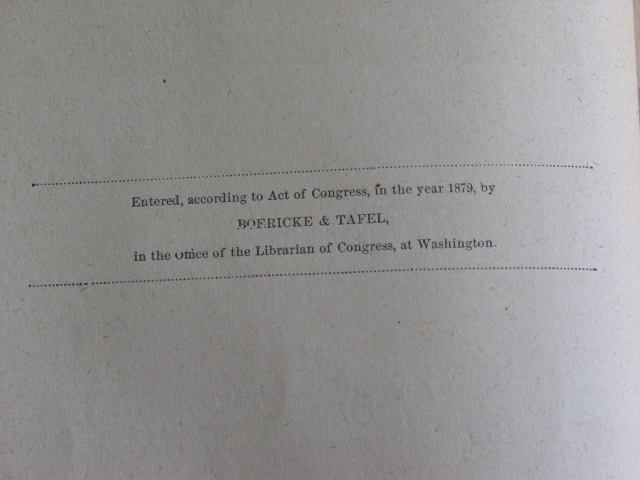 Entered, according to Act of Congress, in the year 1879, by
BOERICKE & TAFEL,
in the Office of the Librarian of Congress, at Washington.